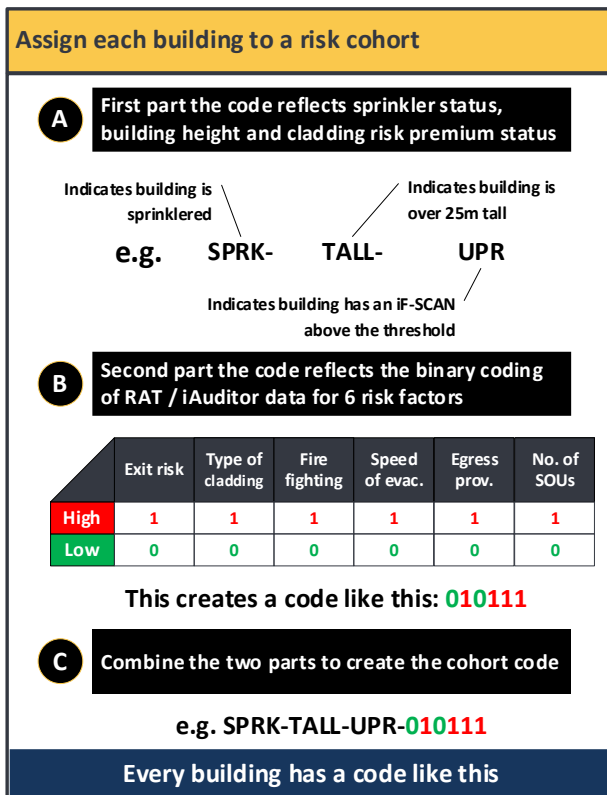 Assign each building to a risk cohort
A
First part the code reflects sprinkler status,
building height and cladding risk premium status
Indicates building is
sprinklered
Indicates building is
over 25m tall
e.g. SPRK- TALL- UPR
Indicates building has an iF-SCAN
above the threshold
B
Second part the code reflects the binary coding
of RAT / iAuditor data for 6 risk factors
Exit risk Type of cladding Fire fighting Speed of evac. Egress prov. No. of SOUs
High 1 1 1 1 1 1
Low 0 0 0 0 0 0
This creates a code like this: 010111
C
Combine the two parts to create the cohort code
e.g. SPRK-TALL-UPR-010111
Every building has a code like this